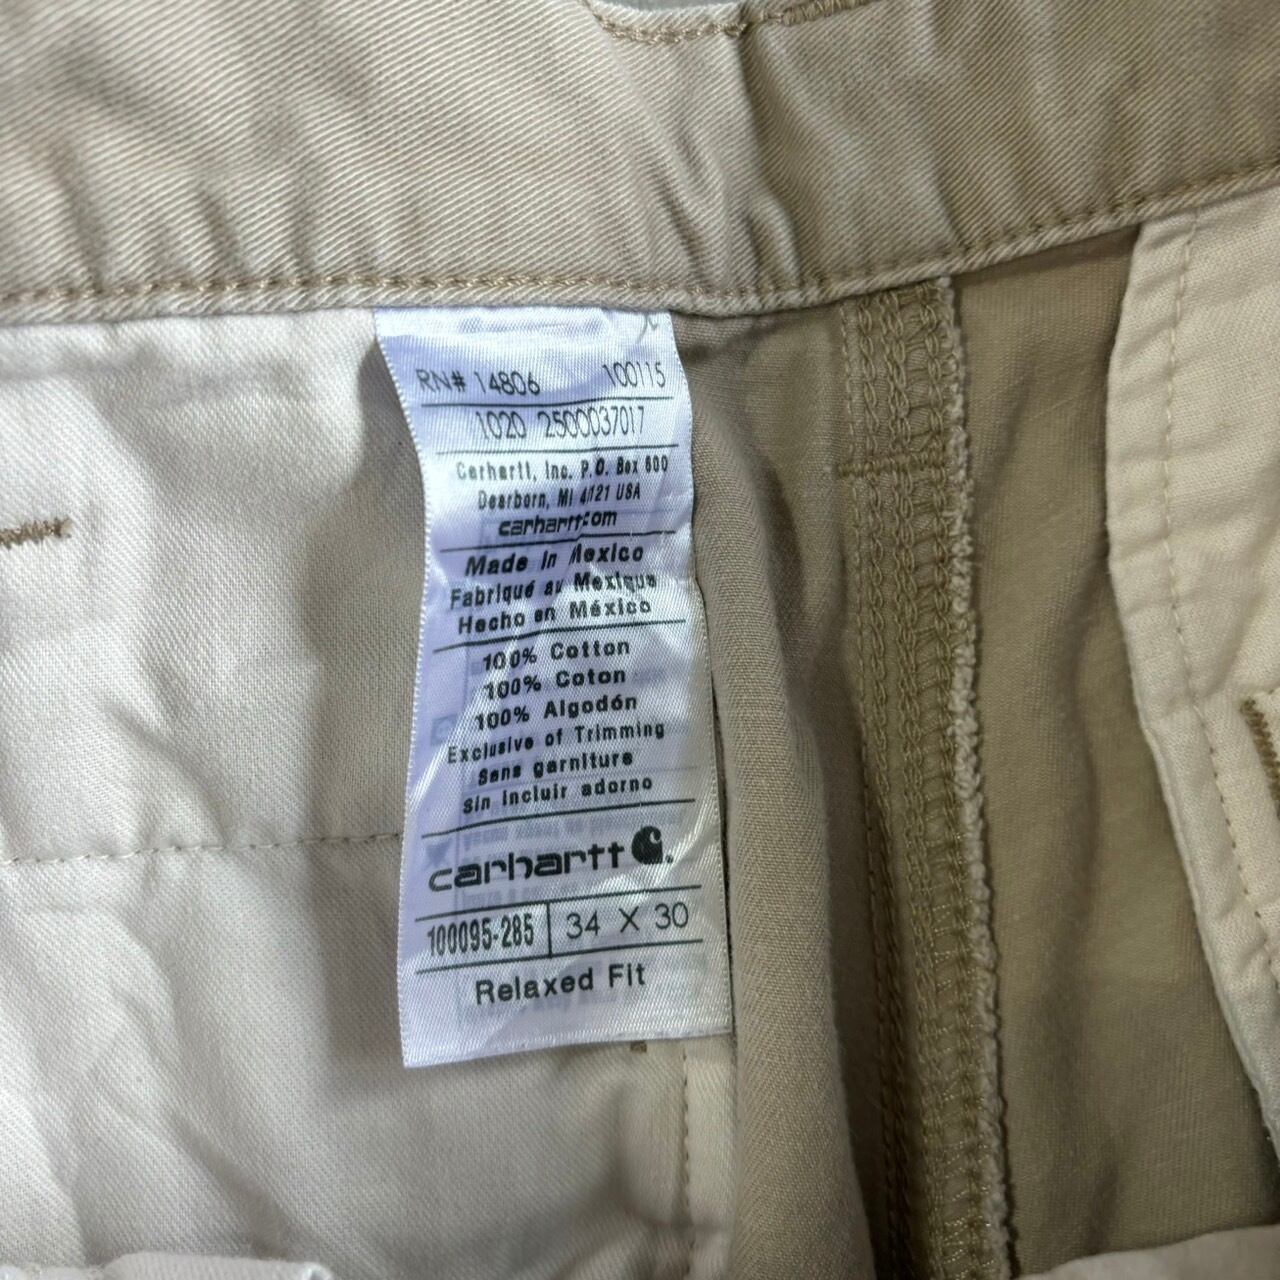 RN# 14806 100115
1020 2500037017
Carhartt, Inc. P.O. Box 600
Dearborn, MI 48121 USA
carhartt.com
Made in Mexico
Fabriqué au Mexique
Hecho en México
100% Cotton
100% Coton
100% Algodón
Exclusive of Trimming
Sans garniture
Sin incluir adorno
carhartt
100095-285 34 X 30
Relaxed Fit